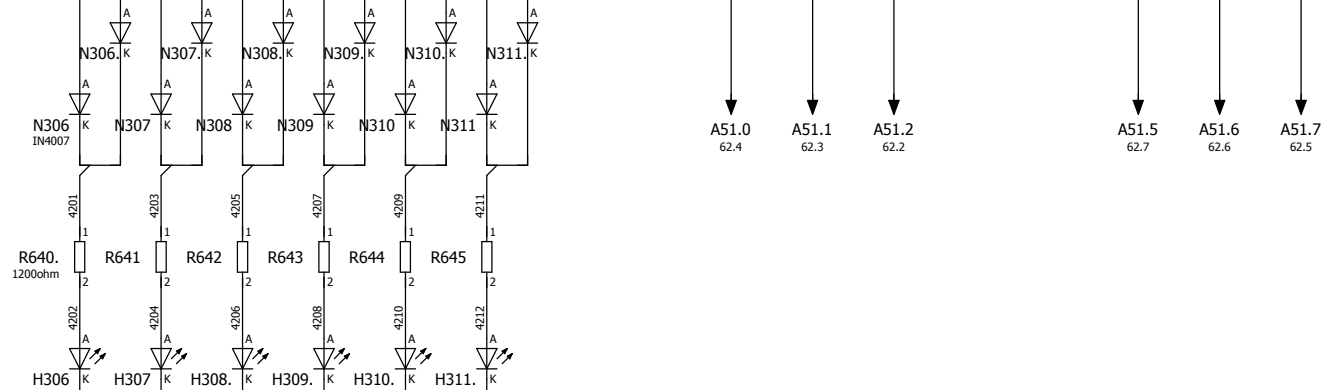 A A A A A A
N306. K N307. K N308. K N309. K N310. K N311. K
A A A A A A
N306 K N307 K N308 K N309 K N310 K N311 K
IN4007
A51.0 A51.1 A51.2 A51.5 A51.6 A51.7
62.4 62.3 62.2 62.7 62.6 62.5
4201 4203 4205 4207 4209 4211
1 1 1 1 1 1
R640. R641 R642 R643 R644 R645
1200ohm
2 2 2 2 2 2
4202 4204 4206 4208 4210 4212
A A A A A A
H306 K H307 K H308. K H309. K H310. K H311. K